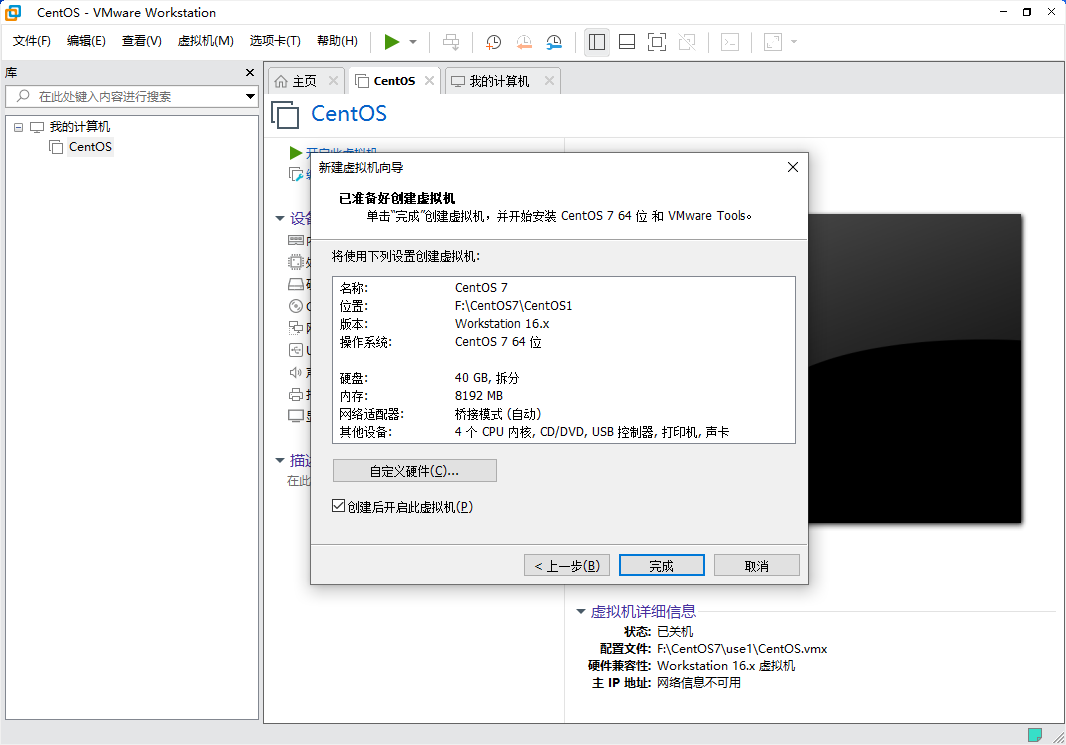 CentOS - VMware Workstation
文件(F) 编辑(E) 查看(V) 虚拟机(M) 选项卡(T) 帮助(H)
库
在此处键入内容进行搜索
我的计算机
CentOS
主页 CentOS 我的计算机
CentOS
新建虚拟机向导
已准备好创建虚拟机
单击“完成”创建虚拟机，并开始安装 CentOS 7 64 位 和 VMware Tools。
将使用下列设置创建虚拟机:
名称: CentOS 7
位置: F:\CentOS7\CentOS1
版本: Workstation 16.x
操作系统: CentOS 7 64 位
硬盘: 40 GB, 拆分
内存: 8192 MB
网络适配器: 桥接模式 (自动)
其他设备: 4 个 CPU 内核, CD/DVD, USB 控制器, 打印机, 声卡
自定义硬件(C)...
创建后开启此虚拟机(P)
< 上一步(B) 完成 取消
设备
描述
在此
虚拟机详细信息
状态: 已关机
配置文件: F:\CentOS7\use1\CentOS.vmx
硬件兼容性: Workstation 16.x 虚拟机
主 IP 地址: 网络信息不可用